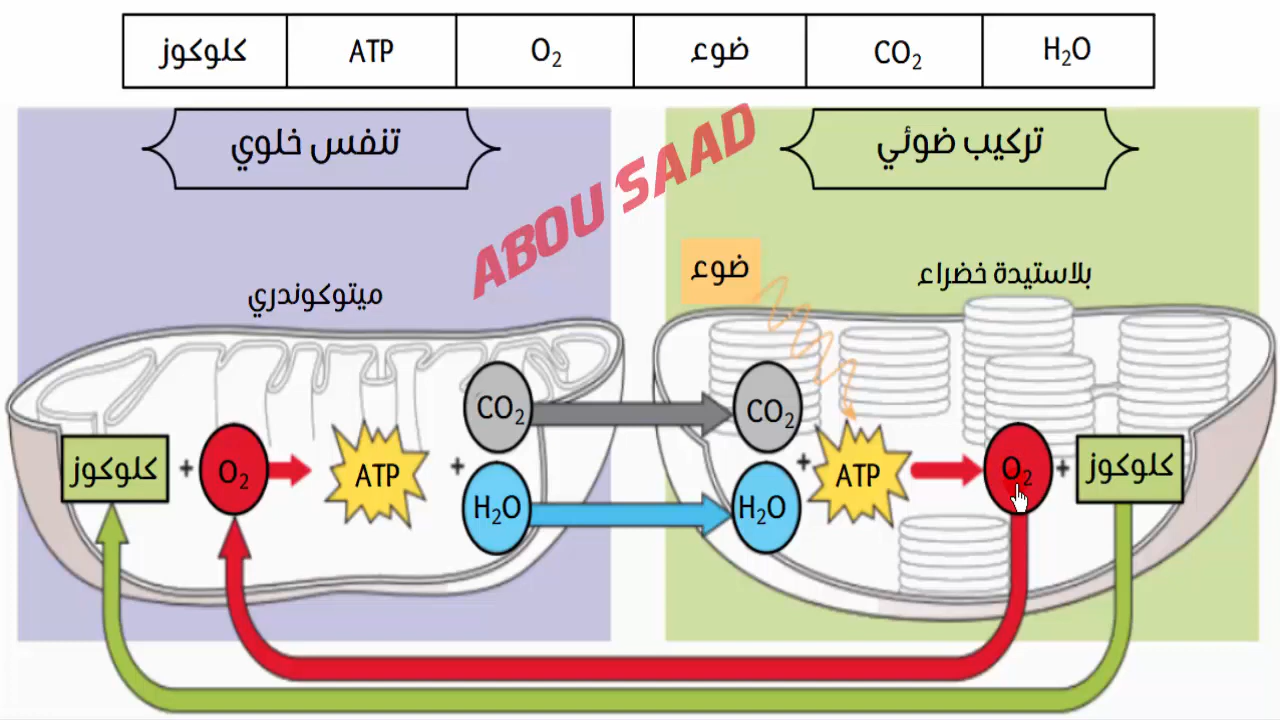 كلوكوز ATP O₂ ضوء CO₂ H₂O
تنفس خلوي
تركيب ضوئي
ABOU SAAD
ضوء
بلاستيدة خضراء
ميتوكوندري
CO₂
CO₂
كلوكوز + O₂ ATP +
+ ATP O₂ + كلوكوز
H₂O
H₂O